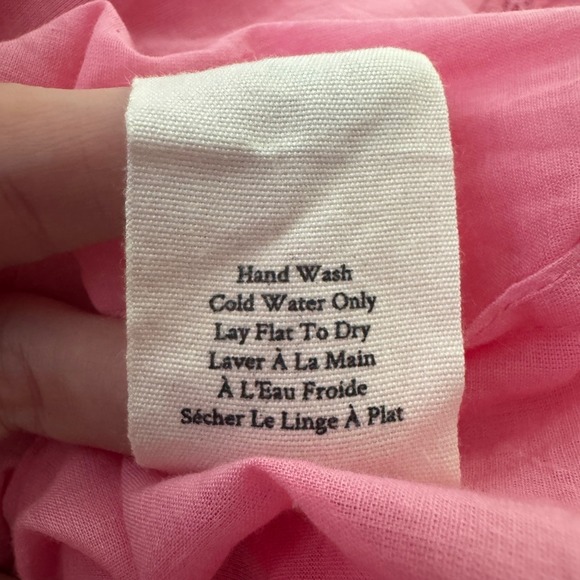 Hand Wash
Cold Water Only
Lay Flat To Dry
Laver À La Main
À L'Eau Froide
Sécher Le Linge À Plat